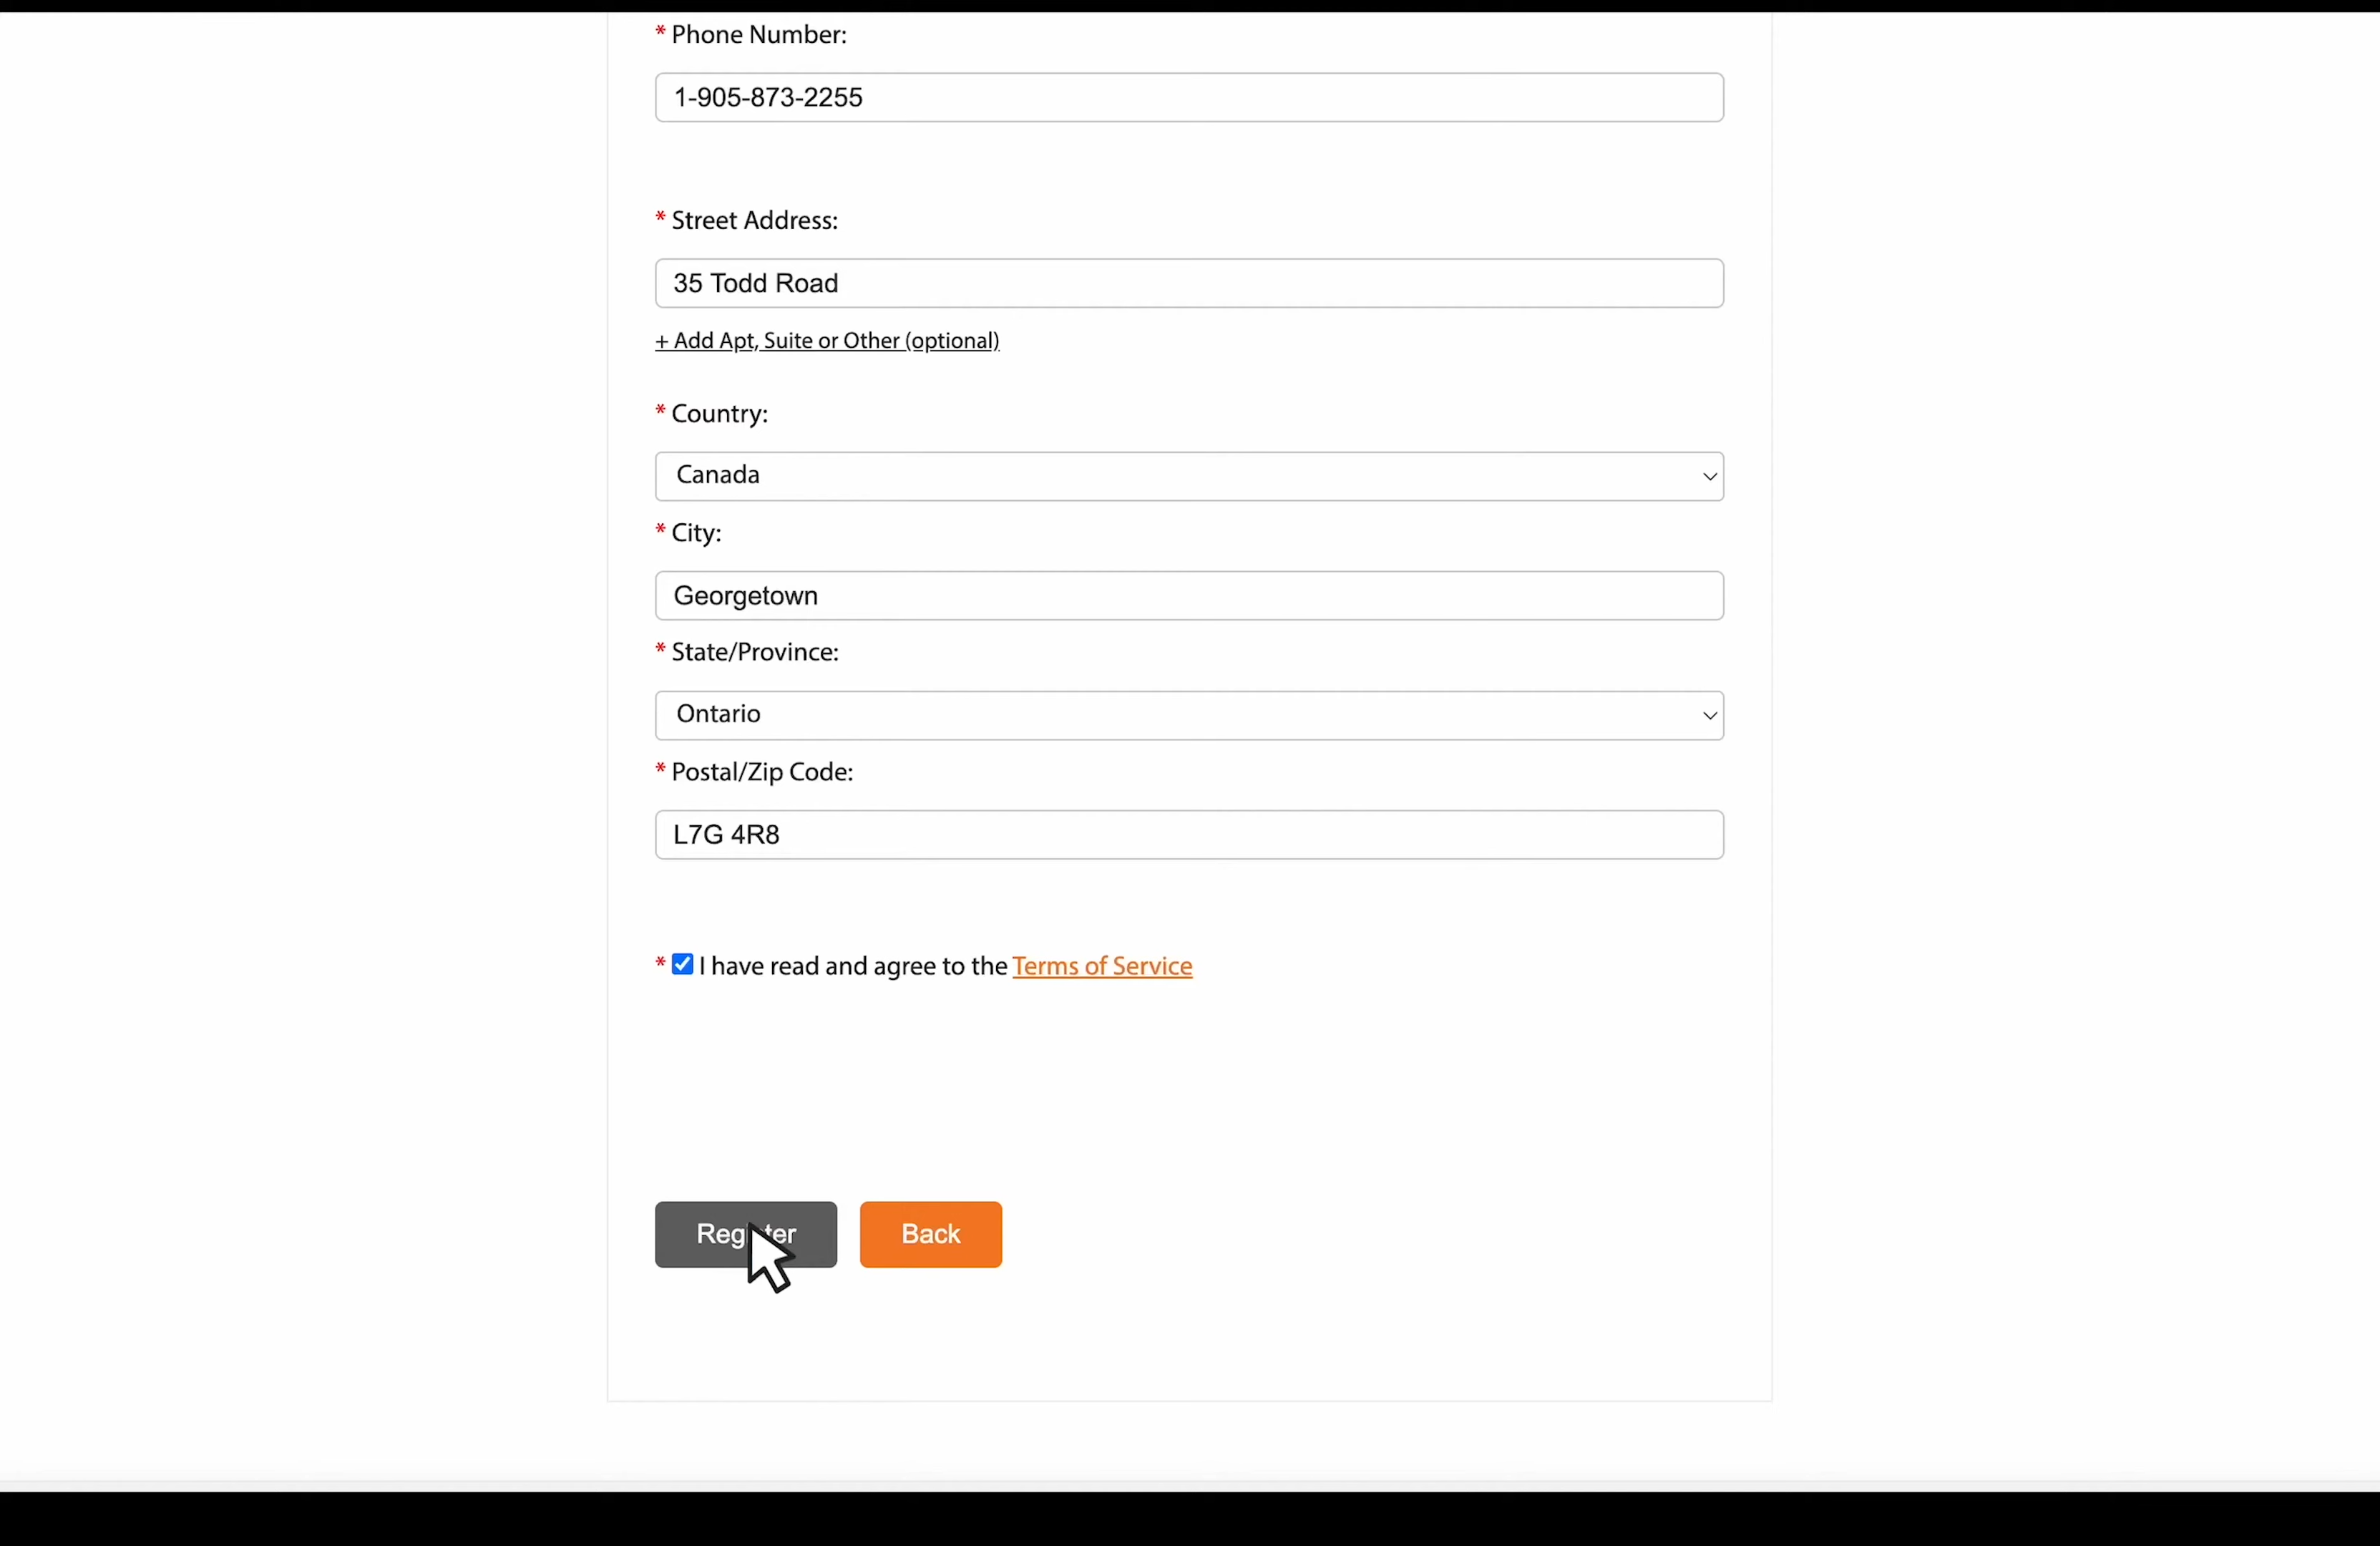 * Phone Number:
1-905-873-2255
* Street Address:
35 Todd Road
+ Add Apt, Suite or Other (optional)
* Country:
Canada
* City:
Georgetown
* State/Province:
Ontario
* Postal/Zip Code:
L7G 4R8
* I have read and agree to the Terms of Service
Register Back